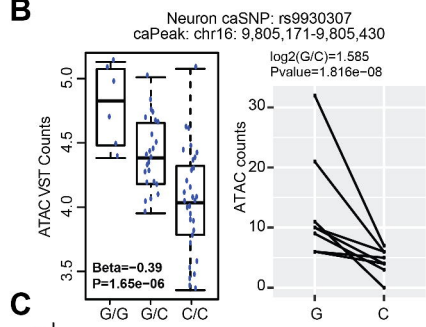 B
Neuron caSNP: rs9930307
caPeak: chr16: 9,805,171-9,805,430
log2(G/C)=1.585
Pvalue=1.816e−08
ATAC VST Counts
5.0
4.5
4.0
3.5
Beta=−0.39
P=1.65e−06
G/G G/C C/C
ATAC counts
30
20
10
0
G C
C